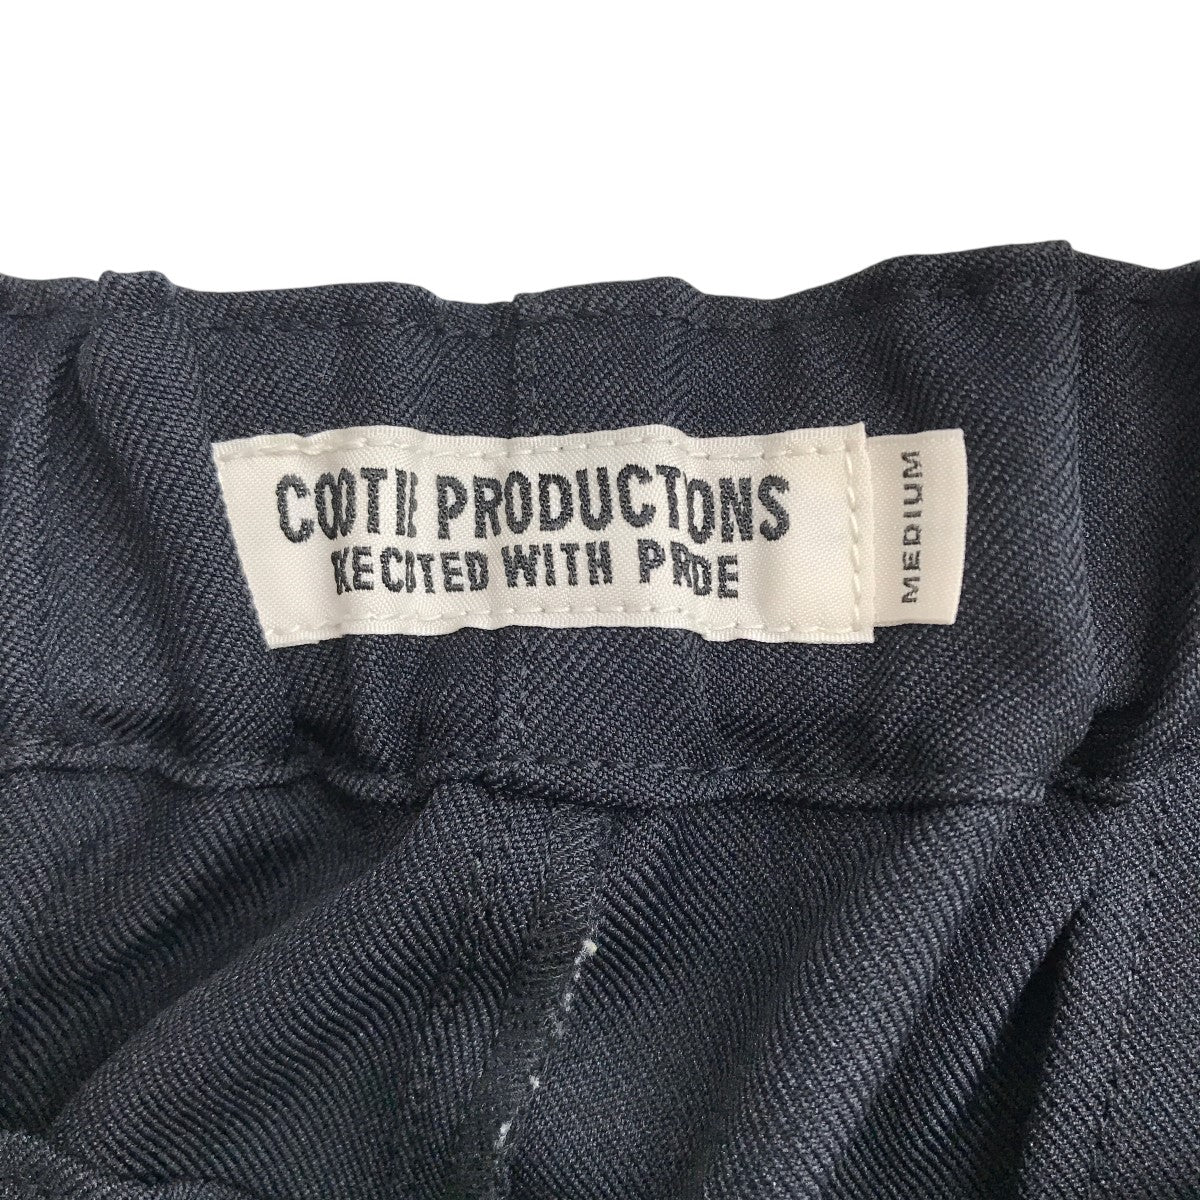 COOTIE PRODUCTIONS
EXECUTED WITH PRIDE
MEDIUM